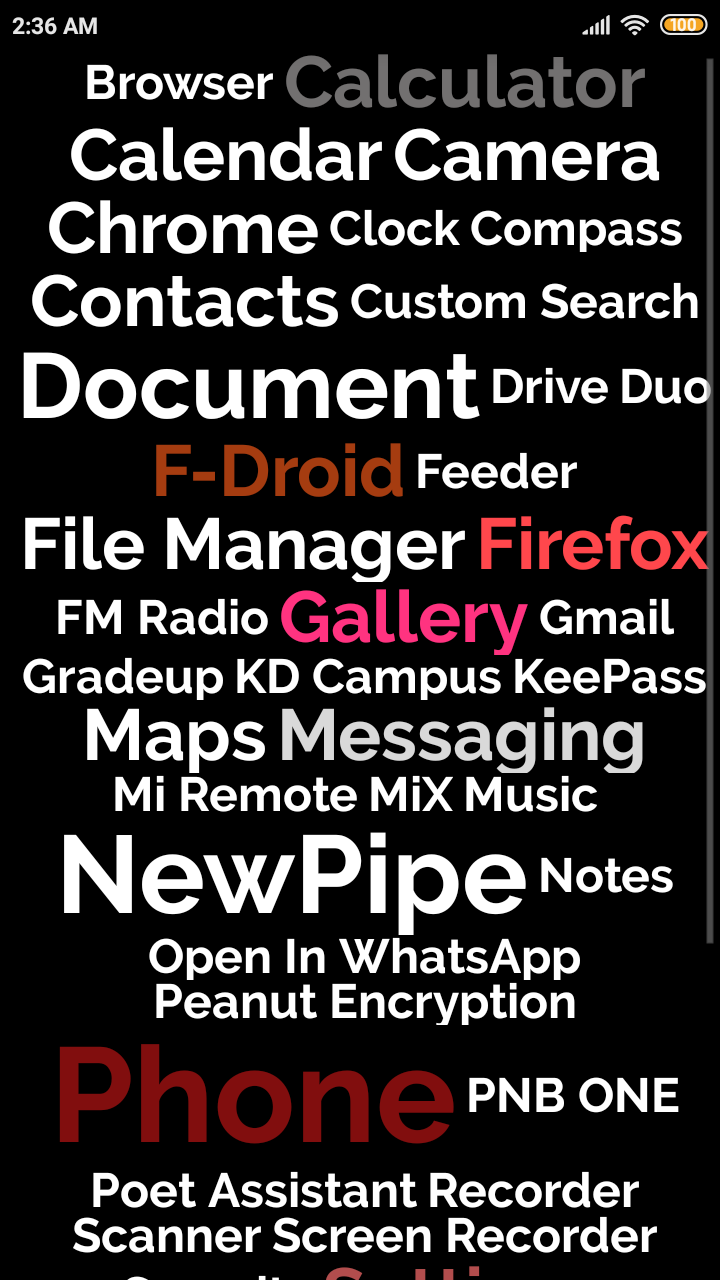 2:36 AM 100
Browser Calculator
Calendar Camera
Chrome Clock Compass
Contacts Custom Search
Document Drive Duo
F-Droid Feeder
File Manager Firefox
FM Radio Gallery Gmail
Gradeup KD Campus KeePass
Maps Messaging
Mi Remote MiX Music
NewPipe Notes
Open In WhatsApp
Peanut Encryption
Phone PNB ONE
Poet Assistant Recorder
Scanner Screen Recorder